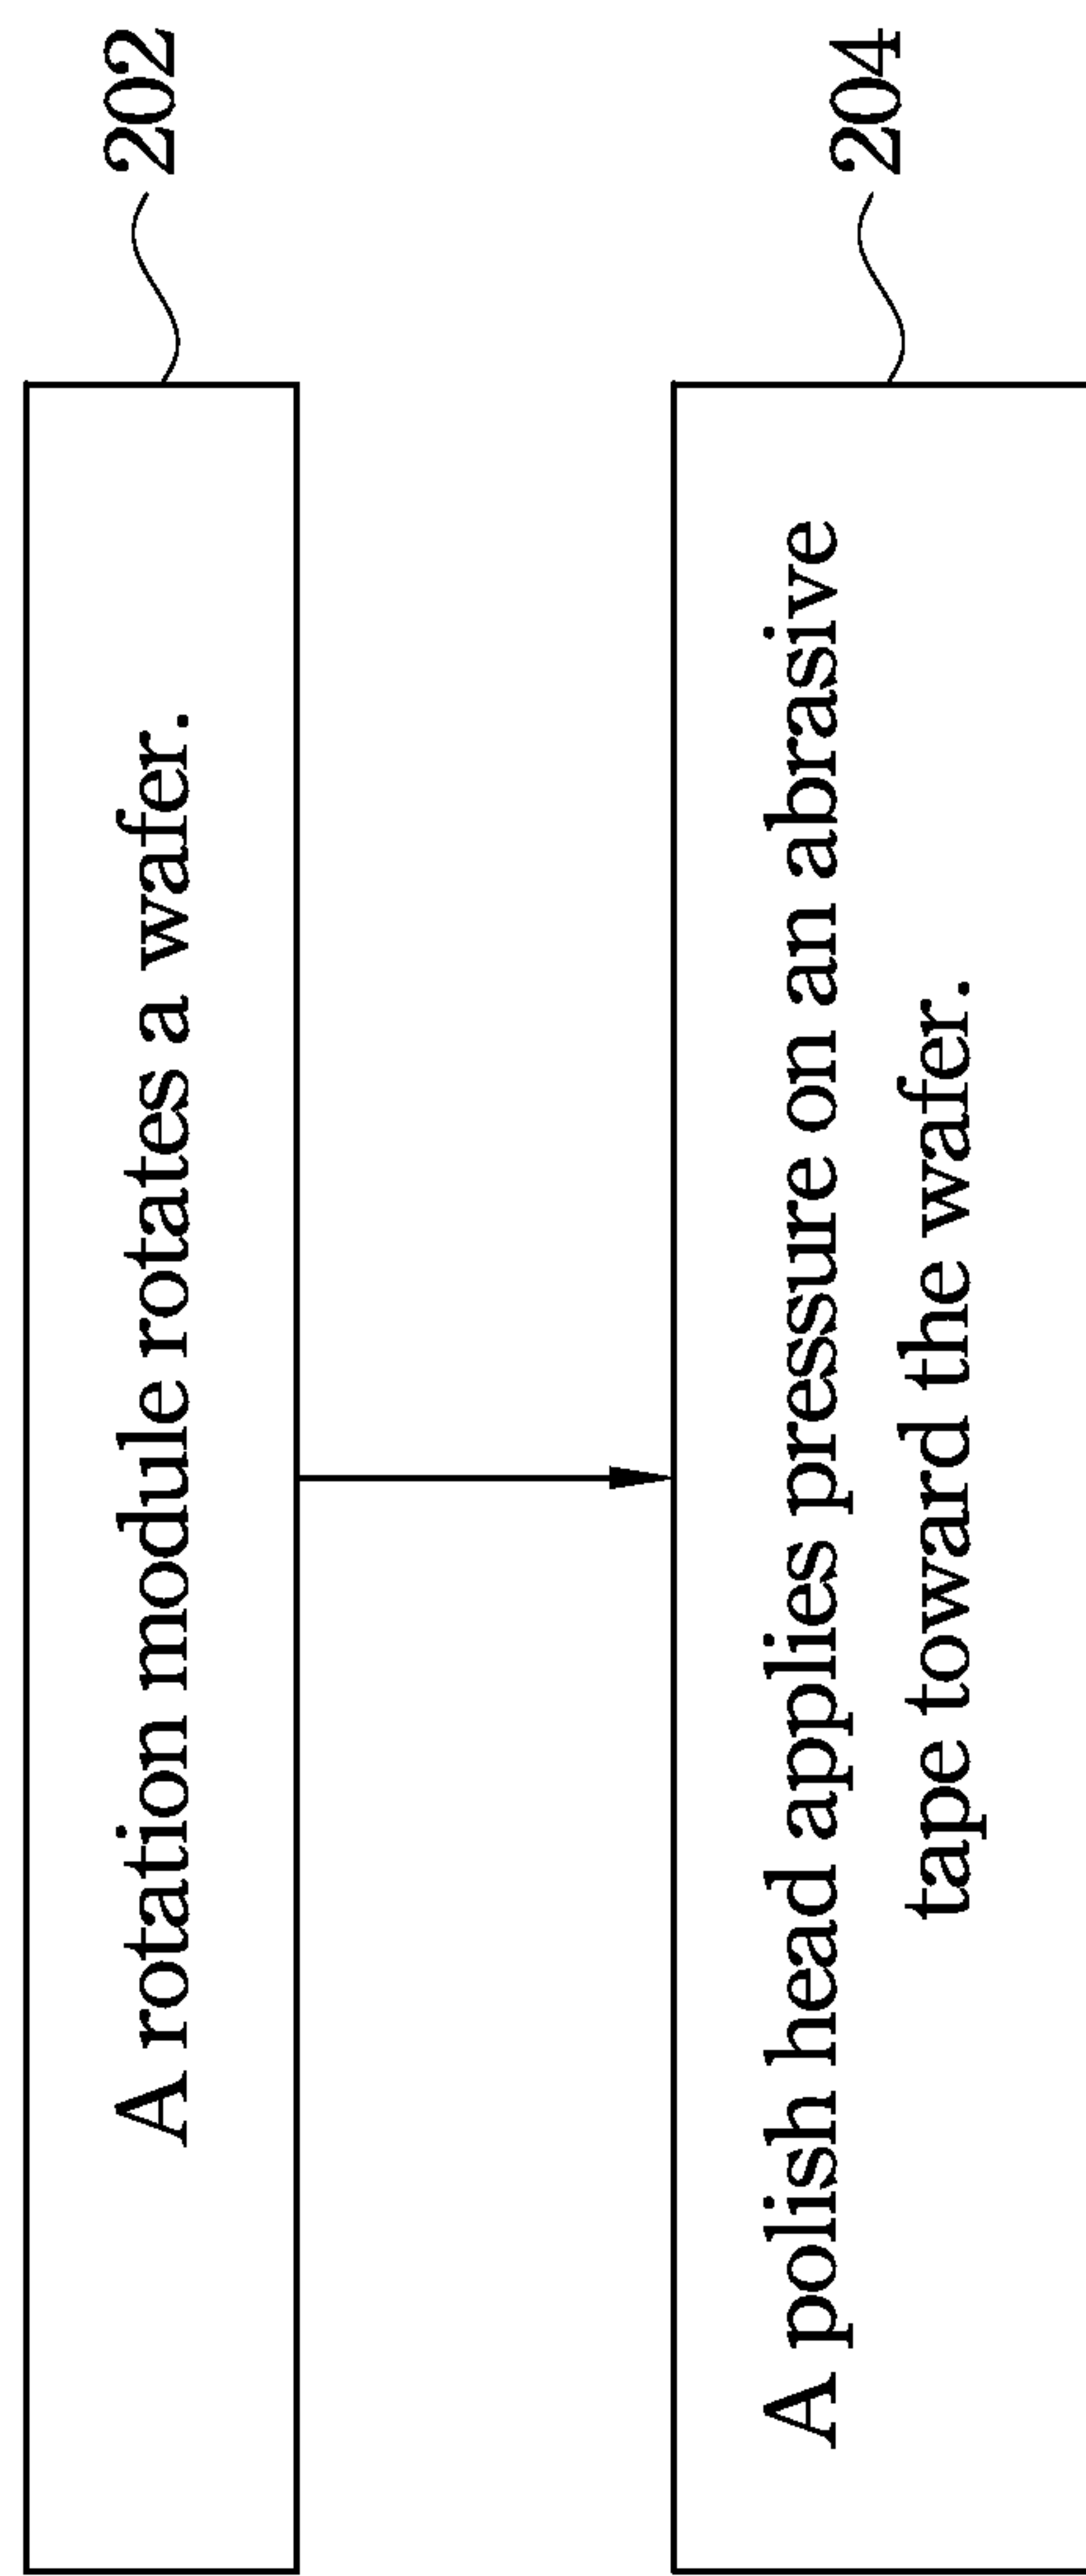 A rotation module rotates a wafer.
202
A polish head applies pressure on an abrasive
tape toward the wafer.
204